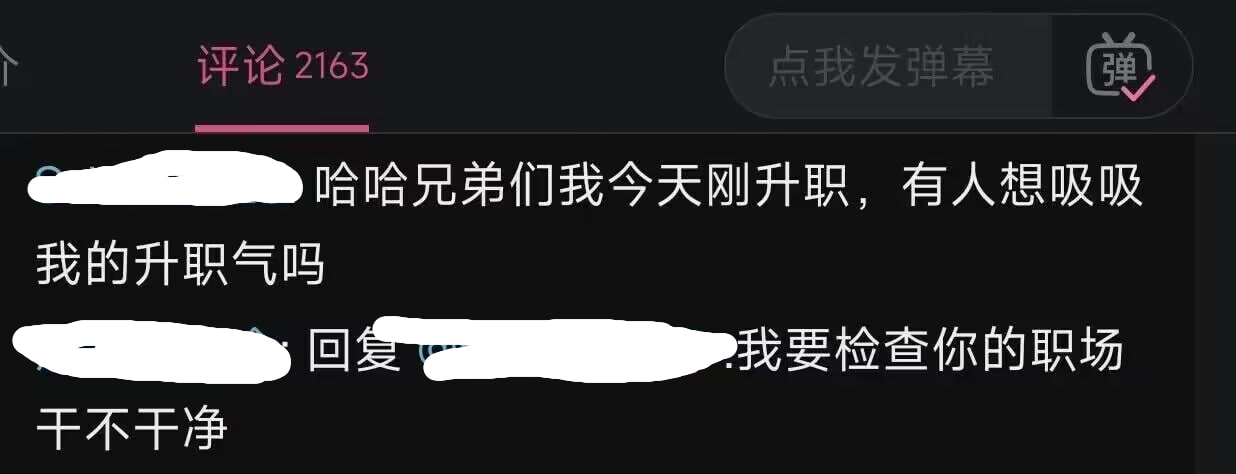 介
评论 2163
点我发弹幕
弹
哈哈兄弟们我今天刚升职，有人想吸吸
我的升职气吗
: 回复 @ :我要检查你的职场
干不干净